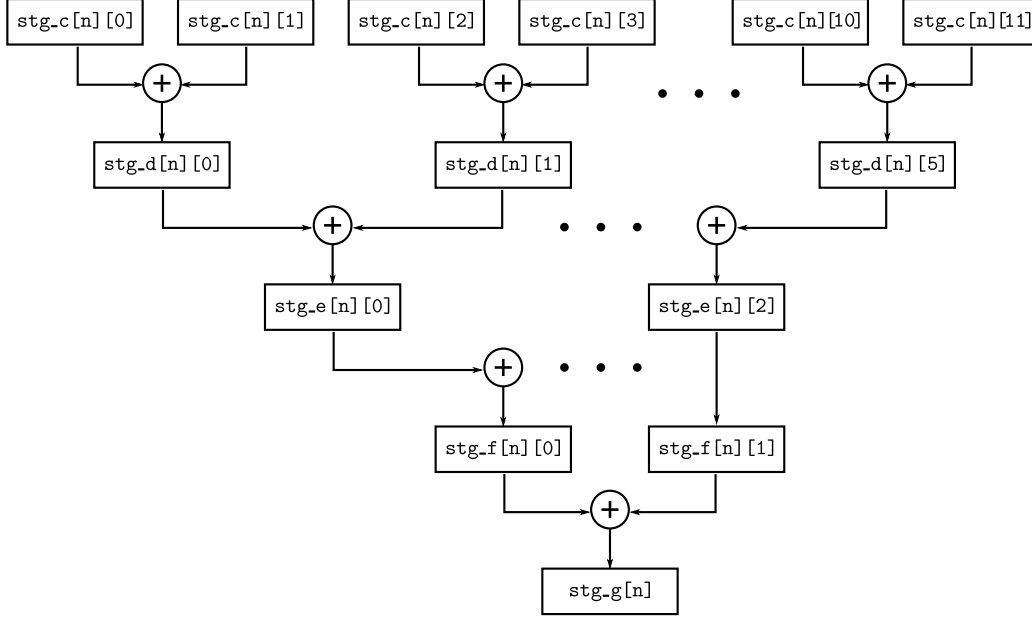 stg_c[n][0] stg_c[n][1] stg_c[n][2] stg_c[n][3] stg_c[n][10] stg_c[n][11]
+ + • • • +
stg_d[n][0] stg_d[n][1] stg_d[n][5]
+ • • • +
stg_e[n][0] stg_e[n][2]
+ • • •
stg_f[n][0] stg_f[n][1]
+
stg_g[n]